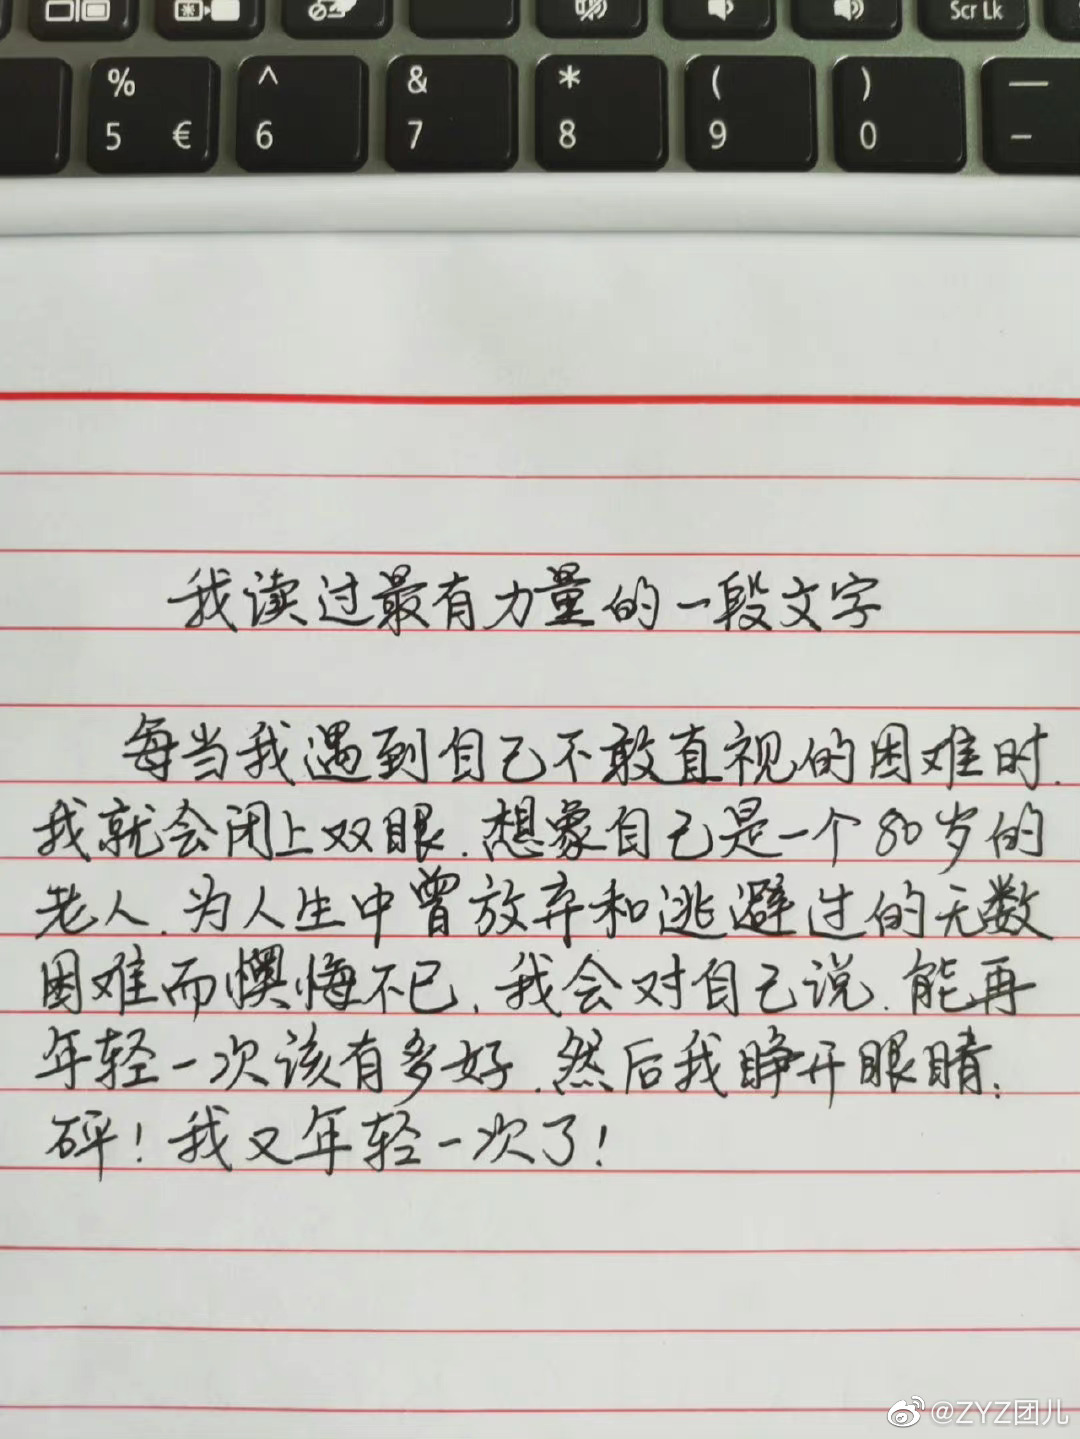 Scr Lk
% & * ( ) —
5 € 6 7 8 9 0 –
我读过最有力量的一段文字
每当我遇到自己不敢直视的困难时.
我就会闭上双眼.想象自己是一个80岁的
老人.为人生中曾放弃和逃避过的无数
困难而懊悔不已,我会对自己说.能再
年轻一次该有多好.然后我睁开眼睛.
砰!我又年轻一次了!
@ZYZ团儿